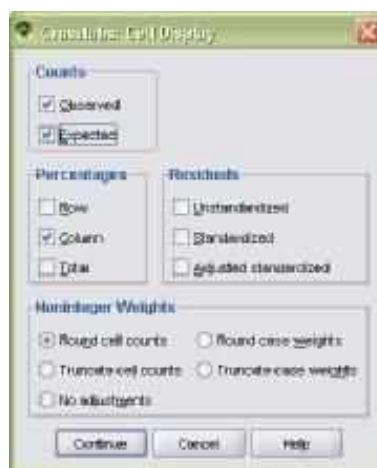 Crosstabs: Cell Display
Counts
Observed
Expected
Percentages
Residuals
Row
Unstandardized
Column
Standardized
Total
Adjusted standardized
Noninteger Weights
Round cell counts
Round case weights
Truncate cell counts
Truncate case weights
No adjustments
Continue
Cancel
Help